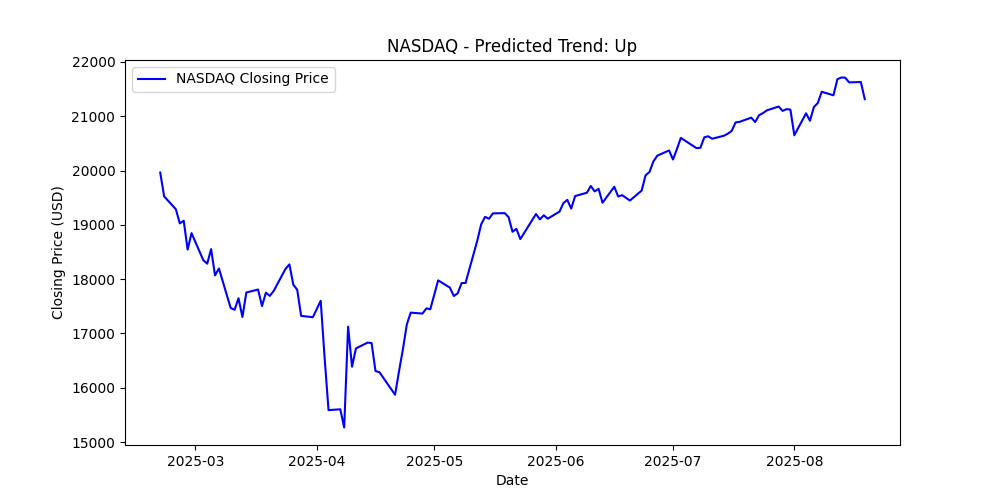 NASDAQ - Predicted Trend: Up
NASDAQ Closing Price
Closing Price (USD)
22000
21000
20000
19000
18000
17000
16000
15000
2025-03 2025-04 2025-05 2025-06 2025-07 2025-08
Date